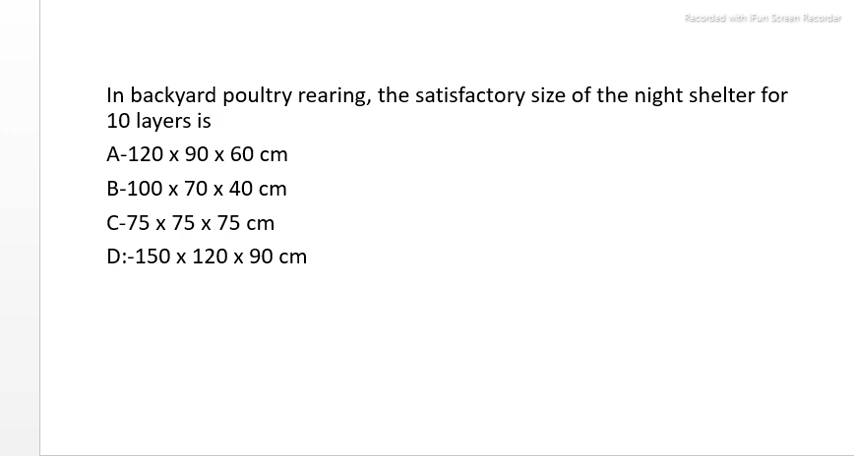 Recorded with iFun Screen Recorder
In backyard poultry rearing, the satisfactory size of the night shelter for
10 layers is
A-120 x 90 x 60 cm
B-100 x 70 x 40 cm
C-75 x 75 x 75 cm
D:-150 x 120 x 90 cm